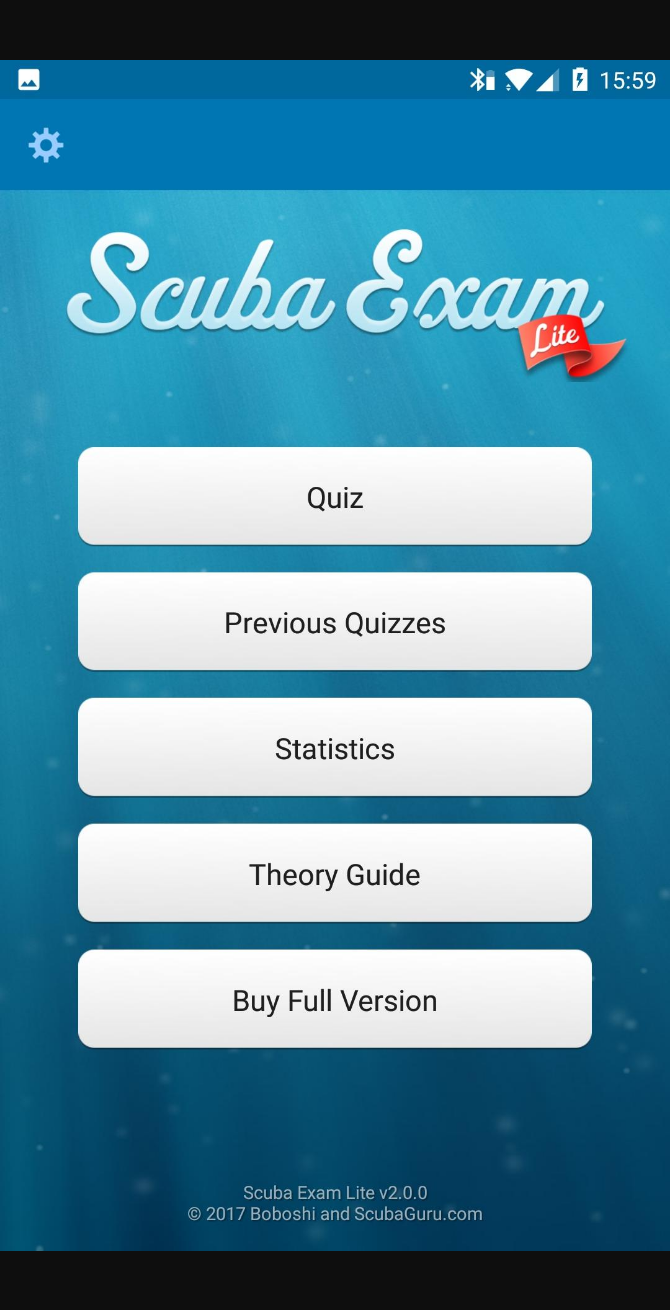 15:59
Scuba Exam
Lite
Quiz
Previous Quizzes
Statistics
Theory Guide
Buy Full Version
Scuba Exam Lite v2.0.0
© 2017 Boboshi and ScubaGuru.com